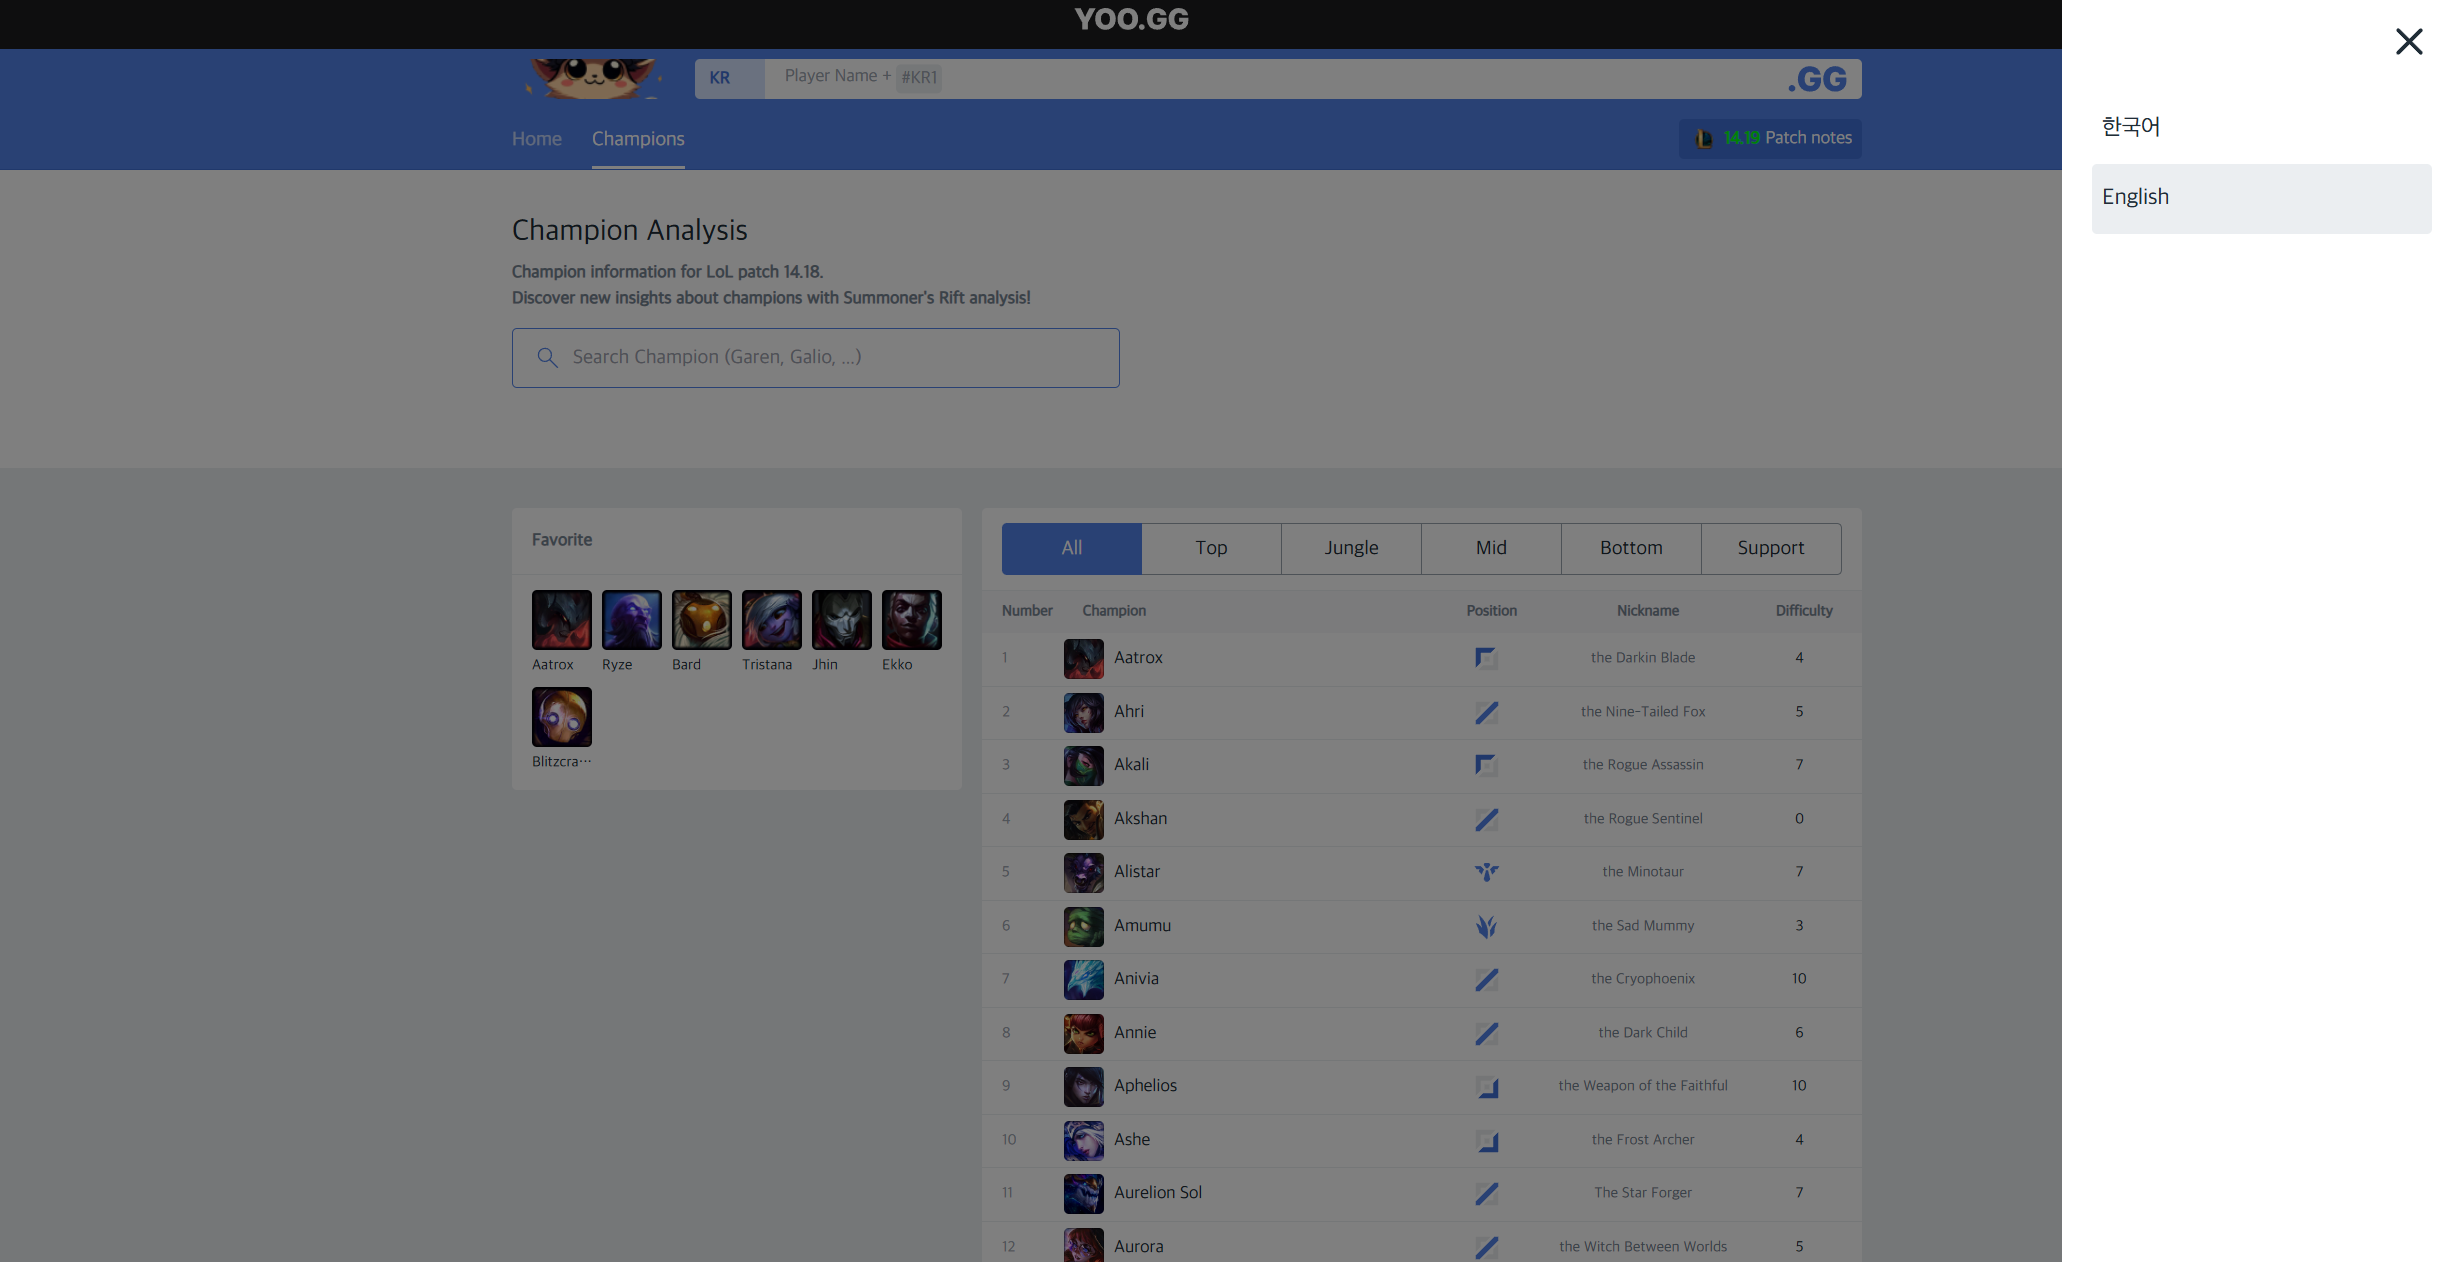 YOO.GG
KR
Player Name + #KR1
.GG
Home
Champions
14.19 Patch notes
한국어
English
Champion Analysis
Champion information for LoL patch 14.18.
Discover new insights about champions with Summoner's Rift analysis!
Search Champion (Garen, Galio, ...)
Favorite
Aatrox
Ryze
Bard
Tristana
Jhin
Ekko
Blitzcra···
All
Top
Jungle
Mid
Bottom
Support
Number Champion Position Nickname Difficulty
1 Aatrox the Darkin Blade 4
2 Ahri the Nine-Tailed Fox 5
3 Akali the Rogue Assassin 7
4 Akshan the Rogue Sentinel 0
5 Alistar the Minotaur 7
6 Amumu the Sad Mummy 3
7 Anivia the Cryophoenix 10
8 Annie the Dark Child 6
9 Aphelios the Weapon of the Faithful 10
10 Ashe the Frost Archer 4
11 Aurelion Sol The Star Forger 7
12 Aurora the Witch Between Worlds 5